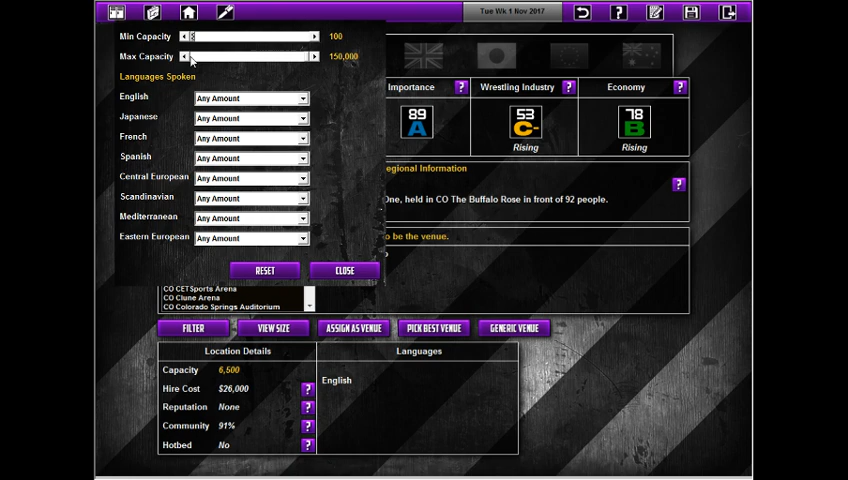 Tue Wk 1 Nov 2017
Min Capacity 100
Max Capacity 150,000
Languages Spoken
English Any Amount
Japanese Any Amount
French Any Amount
Spanish Any Amount
Central European Any Amount
Scandinavian Any Amount
Mediterranean Any Amount
Eastern European Any Amount
RESET CLOSE
Importance ? Wrestling Industry ? Economy ?
89 53 78
A C- B
Rising Rising
egional Information
?
One, held in CO The Buffalo Rose in front of 92 people.
to be the venue.
CO CETSports Arena
CO Clune Arena
CO Colorado Springs Auditorium
FILTER VIEW SIZE ASSIGN AS VENUE PICK BEST VENUE GENERIC VENUE
Location Details Languages
Capacity 6,500
English
Hire Cost $26,000 ?
Reputation None ?
Community 91% ?
Hotbed No ?